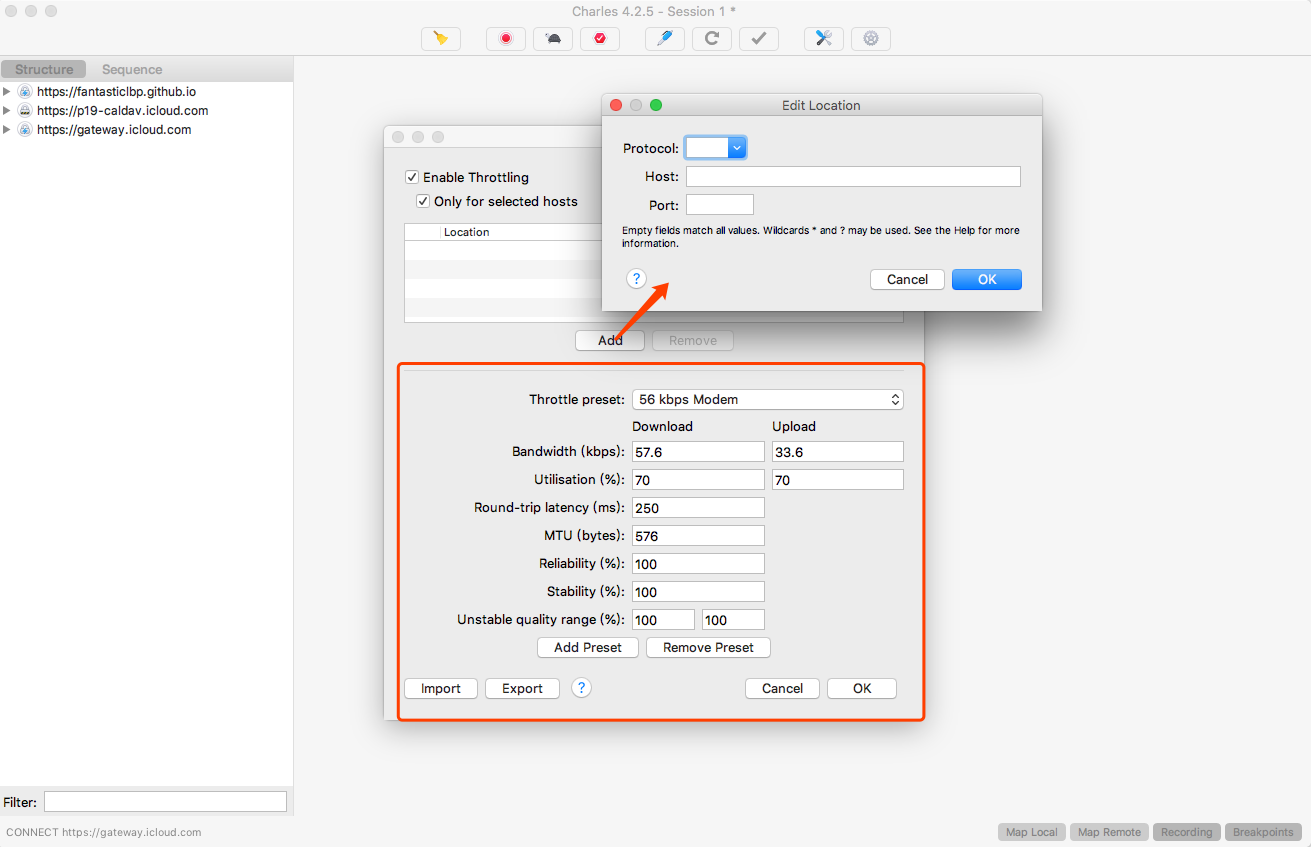 Charles 4.2.5 - Session 1 *
Structure Sequence
https://fantasticlbp.github.io
https://p19-caldav.icloud.com
https://gateway.icloud.com
Edit Location
Protocol:
Host:
Port:
Empty fields match all values. Wildcards * and ? may be used. See the Help for more
information.
? Cancel OK
Enable Throttling
Only for selected hosts
Location
Add Remove
Throttle preset: 56 kbps Modem
Download Upload
Bandwidth (kbps): 57.6 33.6
Utilisation (%): 70 70
Round-trip latency (ms): 250
MTU (bytes): 576
Reliability (%): 100
Stability (%): 100
Unstable quality range (%): 100 100
Add Preset Remove Preset
Import Export ? Cancel OK
Filter:
CONNECT https://gateway.icloud.com
Map Local Map Remote Recording Breakpoints